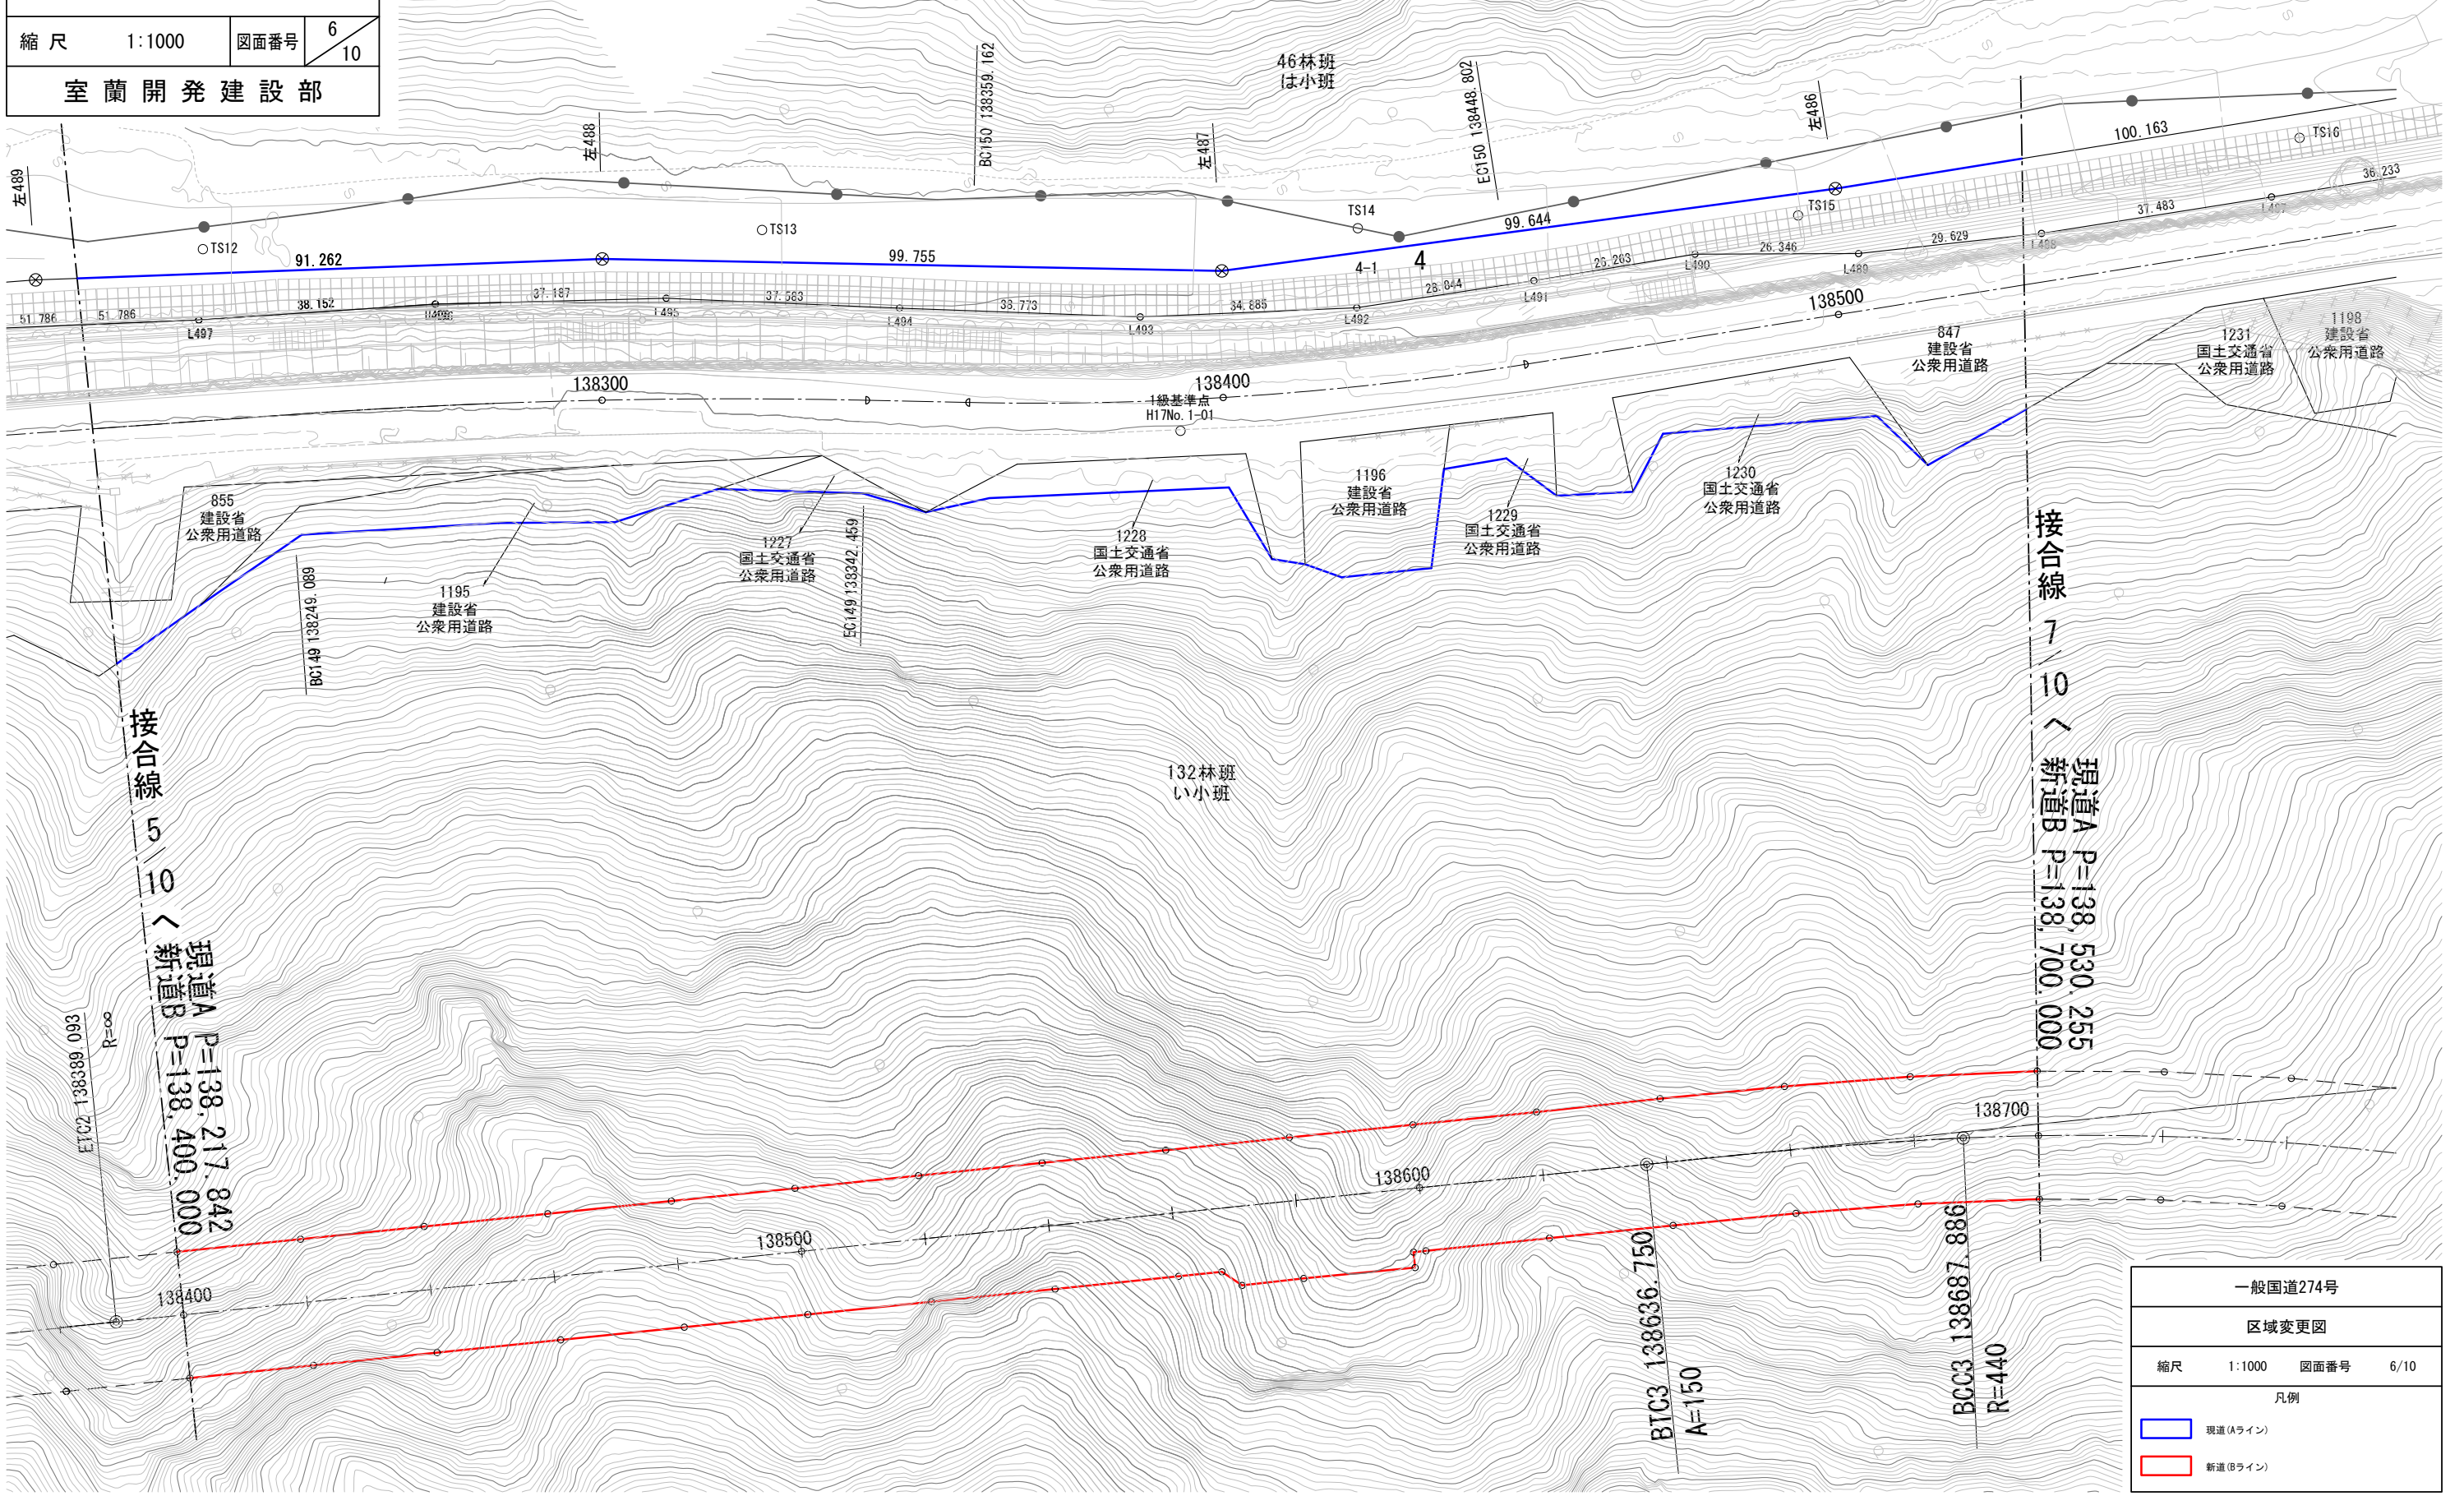 縮 尺 1:1000 図面番号 6/10
室蘭開発建設部
46林班
は小班
左489
左488
BC150 138359.162
左487
EC150 138448.802
左486
100.163
TS16
TS12
TS13
TS14
TS15
91.262
99.755
99.644
36.233
4-1
4
51.786
51.786
38.152
37.187
37.583
38.773
34.885
28.844
26.263
26.346
29.629
37.483
L497
L495
L494
L493
L492
L491
L490
L489
L488
L487
138300
138400
138500
1級基準点
H17No.1-01
847
建設省
公衆用道路
1231
国土交通省
公衆用道路
1198
建設省
公衆用道路
855
建設省
公衆用道路
1195
建設省
公衆用道路
1227
国土交通省
公衆用道路
1228
国土交通省
公衆用道路
1196
建設省
公衆用道路
1229
国土交通省
公衆用道路
1230
国土交通省
公衆用道路
BC149 138249.089
EC149 138342.459
132林班
い小班
接合線 5/10 へ
現道A P=138,217.842
新道B P=138,400.000
接合線 7/10 へ
現道A P=138,530.255
新道B P=138,700.000
ETC2 138389.093
R=∞
138400
138500
138600
138700
BTC3 138636.750
A=150
BCC3 138687.886
R=440
一般国道274号
区域変更図
縮尺 1:1000 図面番号 6/10
凡例
現道(Aライン)
新道(Bライン)